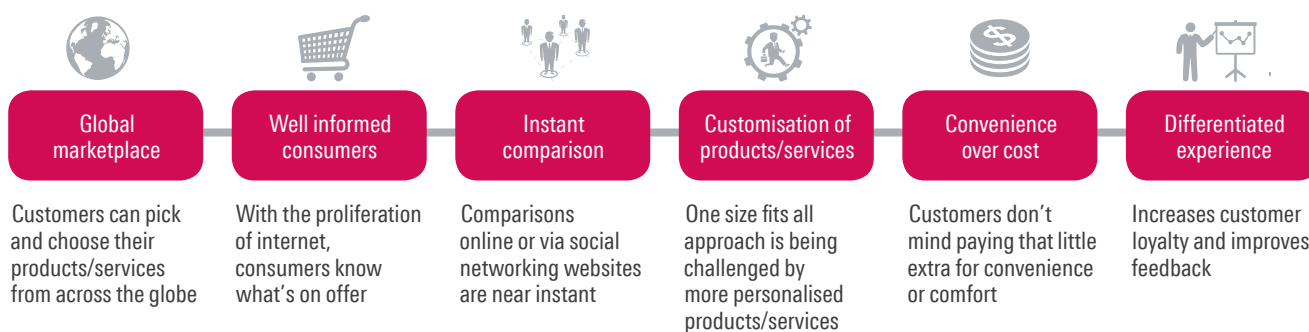 Global
marketplace
Customers can pick
and choose their
products/services
from across the globe
Well informed
consumers
With the proliferation
of internet,
consumers know
what's on offer
Instant
comparison
Comparisons
online or via social
networking websites
are near instant
Customisation of
products/services
One size fits all
approach is being
challenged by
more personalised
products/services
$
Convenience
over cost
Customers don't
mind paying that little
extra for convenience
or comfort
Differentiated
experience
Increases customer
loyalty and improves
feedback